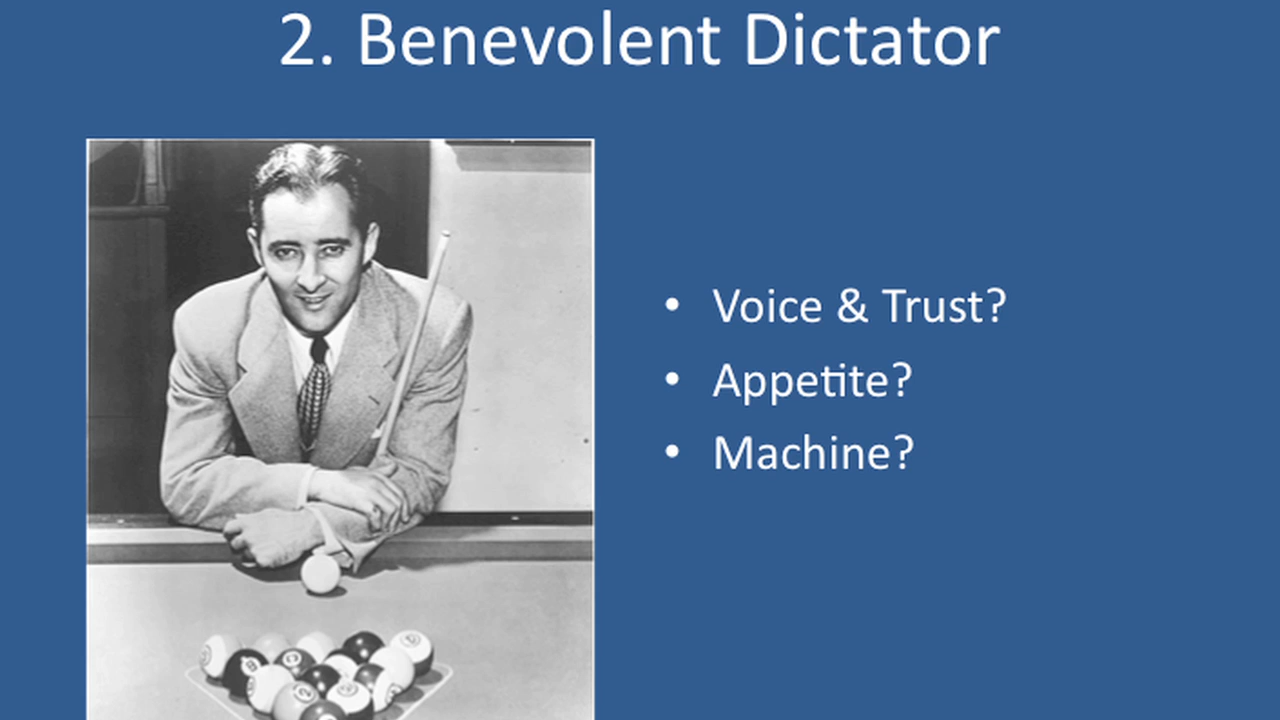 2. Benevolent Dictator
• Voice & Trust?
• Appetite?
• Machine?